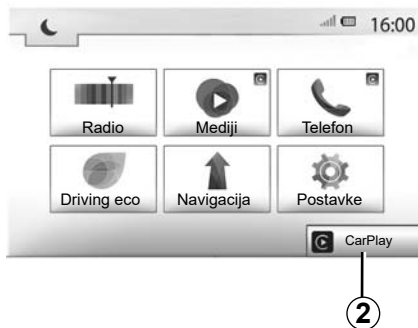 16:00
Radio
Mediji
Telefon
Driving eco
Navigacija
Postavke
CarPlay
2